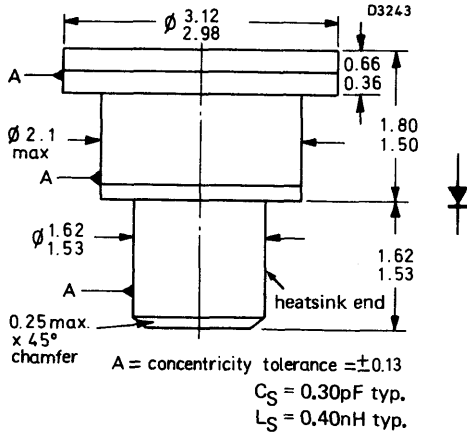 D3243
Ø 3.12
2.98
0.66
0.36
A
Ø 2.1
max
1.80
1.50
A
Ø 1.62
1.53
1.62
1.53
A
heatsink end
0.25 max.
x 45°
chamfer
A = concentricity tolerance = ±0.13
CS = 0.30pF typ.
LS = 0.40nH typ.